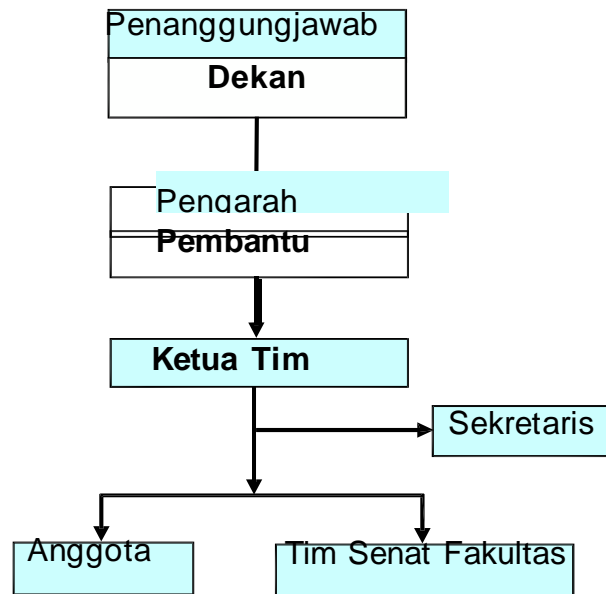 Penanggungjawab
Dekan
Pengarah
Pembantu
Ketua Tim
Sekretaris
Anggota
Tim Senat Fakultas